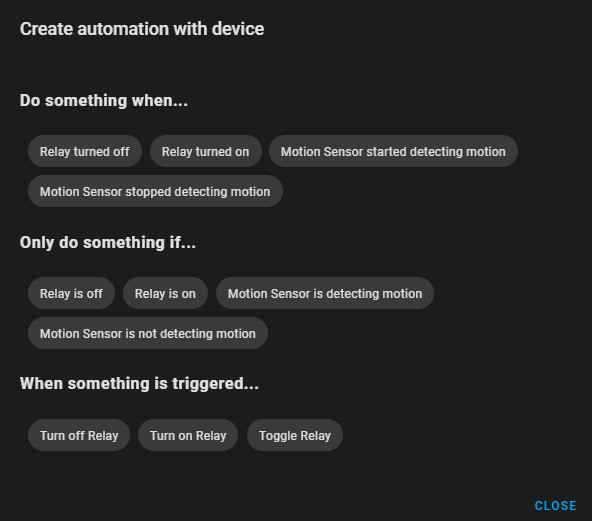 Create automation with device
Do something when...
Relay turned off Relay turned on Motion Sensor started detecting motion
Motion Sensor stopped detecting motion
Only do something if...
Relay is off Relay is on Motion Sensor is detecting motion
Motion Sensor is not detecting motion
When something is triggered...
Turn off Relay Turn on Relay Toggle Relay
CLOSE